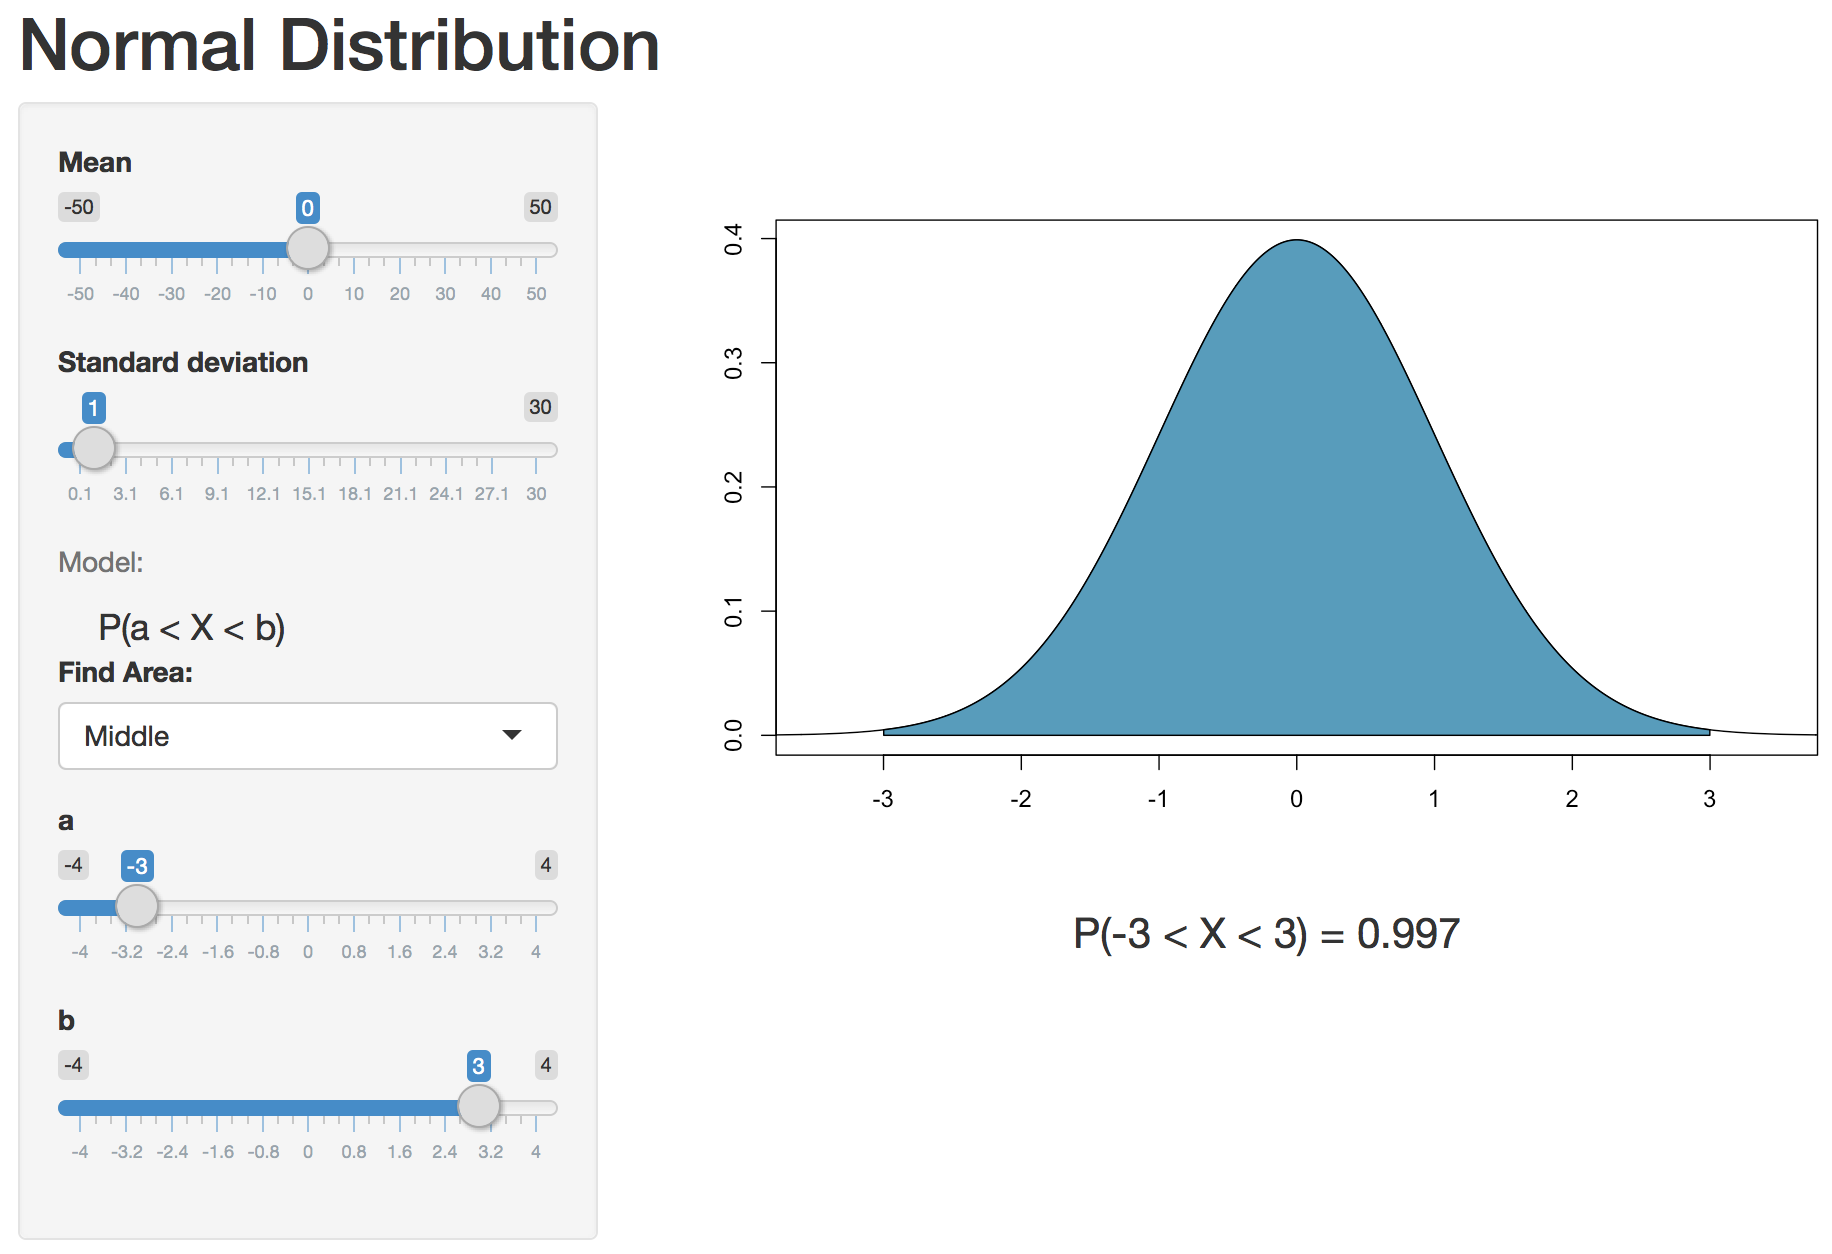 Normal Distribution
Mean
-50 0 50
-50 -40 -30 -20 -10 0 10 20 30 40 50
Standard deviation
1 30
0.1 3.1 6.1 9.1 12.1 15.1 18.1 21.1 24.1 27.1 30
Model:
P(a < X < b)
Find Area:
Middle
a
-4 -3 4
-4 -3.2 -2.4 -1.6 -0.8 0 0.8 1.6 2.4 3.2 4
b
-4 3 4
-4 -3.2 -2.4 -1.6 -0.8 0 0.8 1.6 2.4 3.2 4
0.4
0.3
0.2
0.1
0.0
-3 -2 -1 0 1 2 3
P(-3 < X < 3) = 0.997